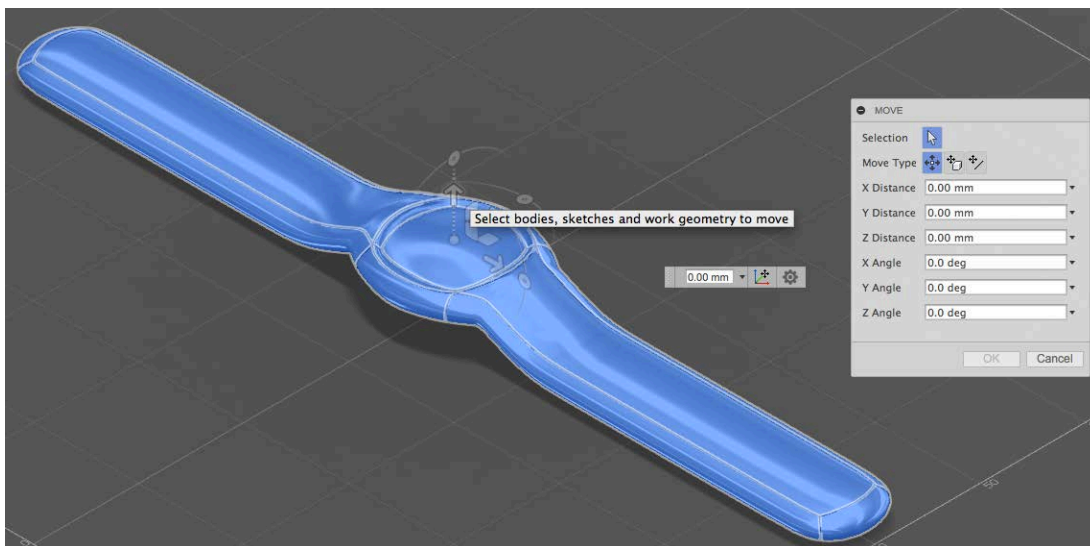 MOVE
Selection
Move Type
X Distance 0.00 mm
Y Distance 0.00 mm
Z Distance 0.00 mm
X Angle 0.0 deg
Y Angle 0.0 deg
Z Angle 0.0 deg
OK Cancel
Select bodies, sketches and work geometry to move
0.00 mm
50